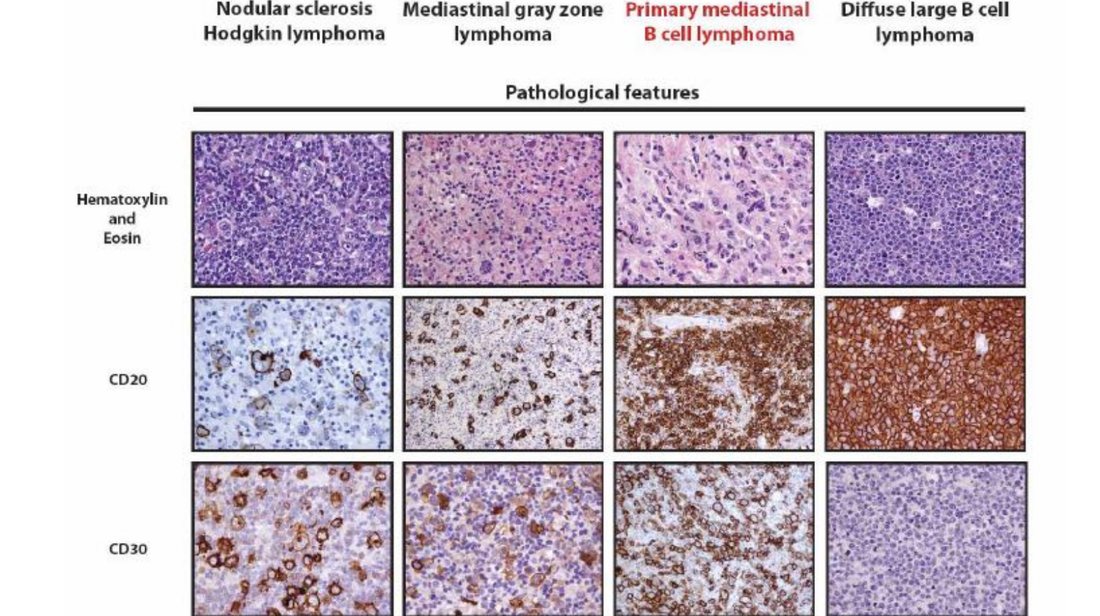 Nodular sclerosis
Hodgkin lymphoma
Mediastinal gray zone
lymphoma
Primary mediastinal
B cell lymphoma
Diffuse large B cell
lymphoma
Pathological features
Hematoxylin
and
Eosin
CD20
CD30